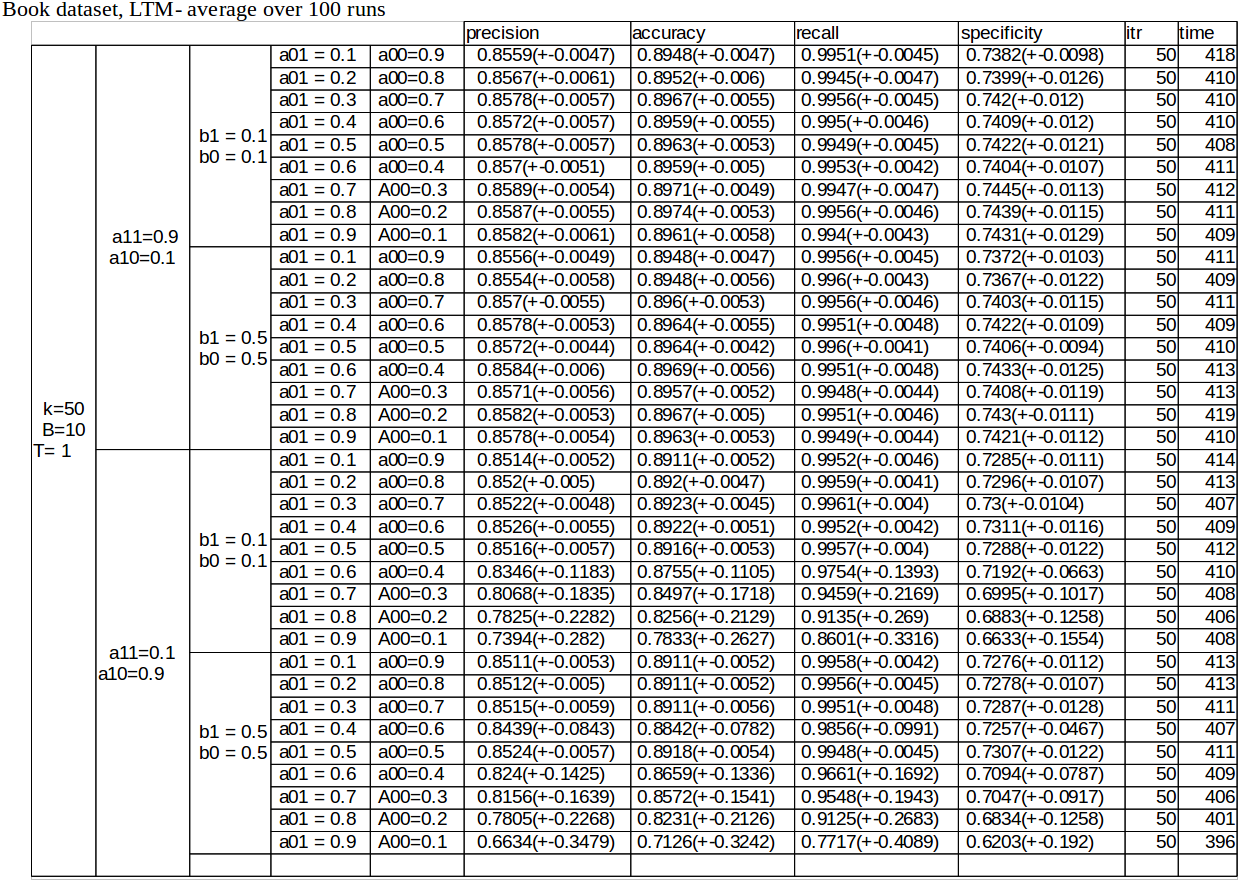 Book dataset, LTM- average over 100 runs
precision accuracy recall specificity itr time
a01 = 0.1 a00=0.9 0.8559(+-0.0047) 0.8948(+-0.0047) 0.9951(+-0.0045) 0.7382(+-0.0098) 50 418
a01 = 0.2 a00=0.8 0.8567(+-0.0061) 0.8952(+-0.006) 0.9945(+-0.0047) 0.7399(+-0.0126) 50 410
a01 = 0.3 a00=0.7 0.8578(+-0.0057) 0.8967(+-0.0055) 0.9956(+-0.0045) 0.742(+-0.012) 50 410
a01 = 0.4 a00=0.6 0.8572(+-0.0057) 0.8959(+-0.0055) 0.995(+-0.0046) 0.7409(+-0.012) 50 410
b1 = 0.1
b0 = 0.1
a01 = 0.5 a00=0.5 0.8578(+-0.0057) 0.8963(+-0.0053) 0.9949(+-0.0045) 0.7422(+-0.0121) 50 408
a01 = 0.6 a00=0.4 0.857(+-0.0051) 0.8959(+-0.005) 0.9953(+-0.0042) 0.7404(+-0.0107) 50 411
a01 = 0.7 A00=0.3 0.8589(+-0.0054) 0.8971(+-0.0049) 0.9947(+-0.0047) 0.7445(+-0.0113) 50 412
a01 = 0.8 A00=0.2 0.8587(+-0.0055) 0.8974(+-0.0053) 0.9956(+-0.0046) 0.7439(+-0.0115) 50 411
a01 = 0.9 A00=0.1 0.8582(+-0.0061) 0.8961(+-0.0058) 0.994(+-0.0043) 0.7431(+-0.0129) 50 409
a11=0.9
a10=0.1
a01 = 0.1 a00=0.9 0.8556(+-0.0049) 0.8948(+-0.0047) 0.9956(+-0.0045) 0.7372(+-0.0103) 50 411
a01 = 0.2 a00=0.8 0.8554(+-0.0058) 0.8948(+-0.0056) 0.996(+-0.0043) 0.7367(+-0.0122) 50 409
a01 = 0.3 a00=0.7 0.857(+-0.0055) 0.896(+-0.0053) 0.9956(+-0.0046) 0.7403(+-0.0115) 50 411
a01 = 0.4 a00=0.6 0.8578(+-0.0053) 0.8964(+-0.0055) 0.9951(+-0.0048) 0.7422(+-0.0109) 50 409
b1 = 0.5
b0 = 0.5
a01 = 0.5 a00=0.5 0.8572(+-0.0044) 0.8964(+-0.0042) 0.996(+-0.0041) 0.7406(+-0.0094) 50 410
a01 = 0.6 a00=0.4 0.8584(+-0.006) 0.8969(+-0.0056) 0.9951(+-0.0048) 0.7433(+-0.0125) 50 413
a01 = 0.7 A00=0.3 0.8571(+-0.0056) 0.8957(+-0.0052) 0.9948(+-0.0044) 0.7408(+-0.0119) 50 413
a01 = 0.8 A00=0.2 0.8582(+-0.0053) 0.8967(+-0.005) 0.9951(+-0.0046) 0.743(+-0.0111) 50 419
a01 = 0.9 A00=0.1 0.8578(+-0.0054) 0.8963(+-0.0053) 0.9949(+-0.0044) 0.7421(+-0.0112) 50 410
k=50
B=10
T= 1
a01 = 0.1 a00=0.9 0.8514(+-0.0052) 0.8911(+-0.0052) 0.9952(+-0.0046) 0.7285(+-0.0111) 50 414
a01 = 0.2 a00=0.8 0.852(+-0.005) 0.892(+-0.0047) 0.9959(+-0.0041) 0.7296(+-0.0107) 50 413
a01 = 0.3 a00=0.7 0.8522(+-0.0048) 0.8923(+-0.0045) 0.9961(+-0.004) 0.73(+-0.0104) 50 407
a01 = 0.4 a00=0.6 0.8526(+-0.0055) 0.8922(+-0.0051) 0.9952(+-0.0042) 0.7311(+-0.0116) 50 409
b1 = 0.1
b0 = 0.1
a01 = 0.5 a00=0.5 0.8516(+-0.0057) 0.8916(+-0.0053) 0.9957(+-0.004) 0.7288(+-0.0122) 50 412
a01 = 0.6 a00=0.4 0.8346(+-0.1183) 0.8755(+-0.1105) 0.9754(+-0.1393) 0.7192(+-0.0663) 50 410
a01 = 0.7 A00=0.3 0.8068(+-0.1835) 0.8497(+-0.1718) 0.9459(+-0.2169) 0.6995(+-0.1017) 50 408
a01 = 0.8 A00=0.2 0.7825(+-0.2282) 0.8256(+-0.2129) 0.9135(+-0.269) 0.6883(+-0.1258) 50 406
a01 = 0.9 A00=0.1 0.7394(+-0.282) 0.7833(+-0.2627) 0.8601(+-0.3316) 0.6633(+-0.1554) 50 408
a11=0.1
a10=0.9
a01 = 0.1 a00=0.9 0.8511(+-0.0053) 0.8911(+-0.0052) 0.9958(+-0.0042) 0.7276(+-0.0112) 50 413
a01 = 0.2 a00=0.8 0.8512(+-0.005) 0.8911(+-0.0052) 0.9956(+-0.0045) 0.7278(+-0.0107) 50 413
a01 = 0.3 a00=0.7 0.8515(+-0.0059) 0.8911(+-0.0056) 0.9951(+-0.0048) 0.7287(+-0.0128) 50 411
a01 = 0.4 a00=0.6 0.8439(+-0.0843) 0.8842(+-0.0782) 0.9856(+-0.0991) 0.7257(+-0.0467) 50 407
b1 = 0.5
b0 = 0.5
a01 = 0.5 a00=0.5 0.8524(+-0.0057) 0.8918(+-0.0054) 0.9948(+-0.0045) 0.7307(+-0.0122) 50 411
a01 = 0.6 a00=0.4 0.824(+-0.1425) 0.8659(+-0.1336) 0.9661(+-0.1692) 0.7094(+-0.0787) 50 409
a01 = 0.7 A00=0.3 0.8156(+-0.1639) 0.8572(+-0.1541) 0.9548(+-0.1943) 0.7047(+-0.0917) 50 406
a01 = 0.8 A00=0.2 0.7805(+-0.2268) 0.8231(+-0.2126) 0.9125(+-0.2683) 0.6834(+-0.1258) 50 401
a01 = 0.9 A00=0.1 0.6634(+-0.3479) 0.7126(+-0.3242) 0.7717(+-0.4089) 0.6203(+-0.192) 50 396